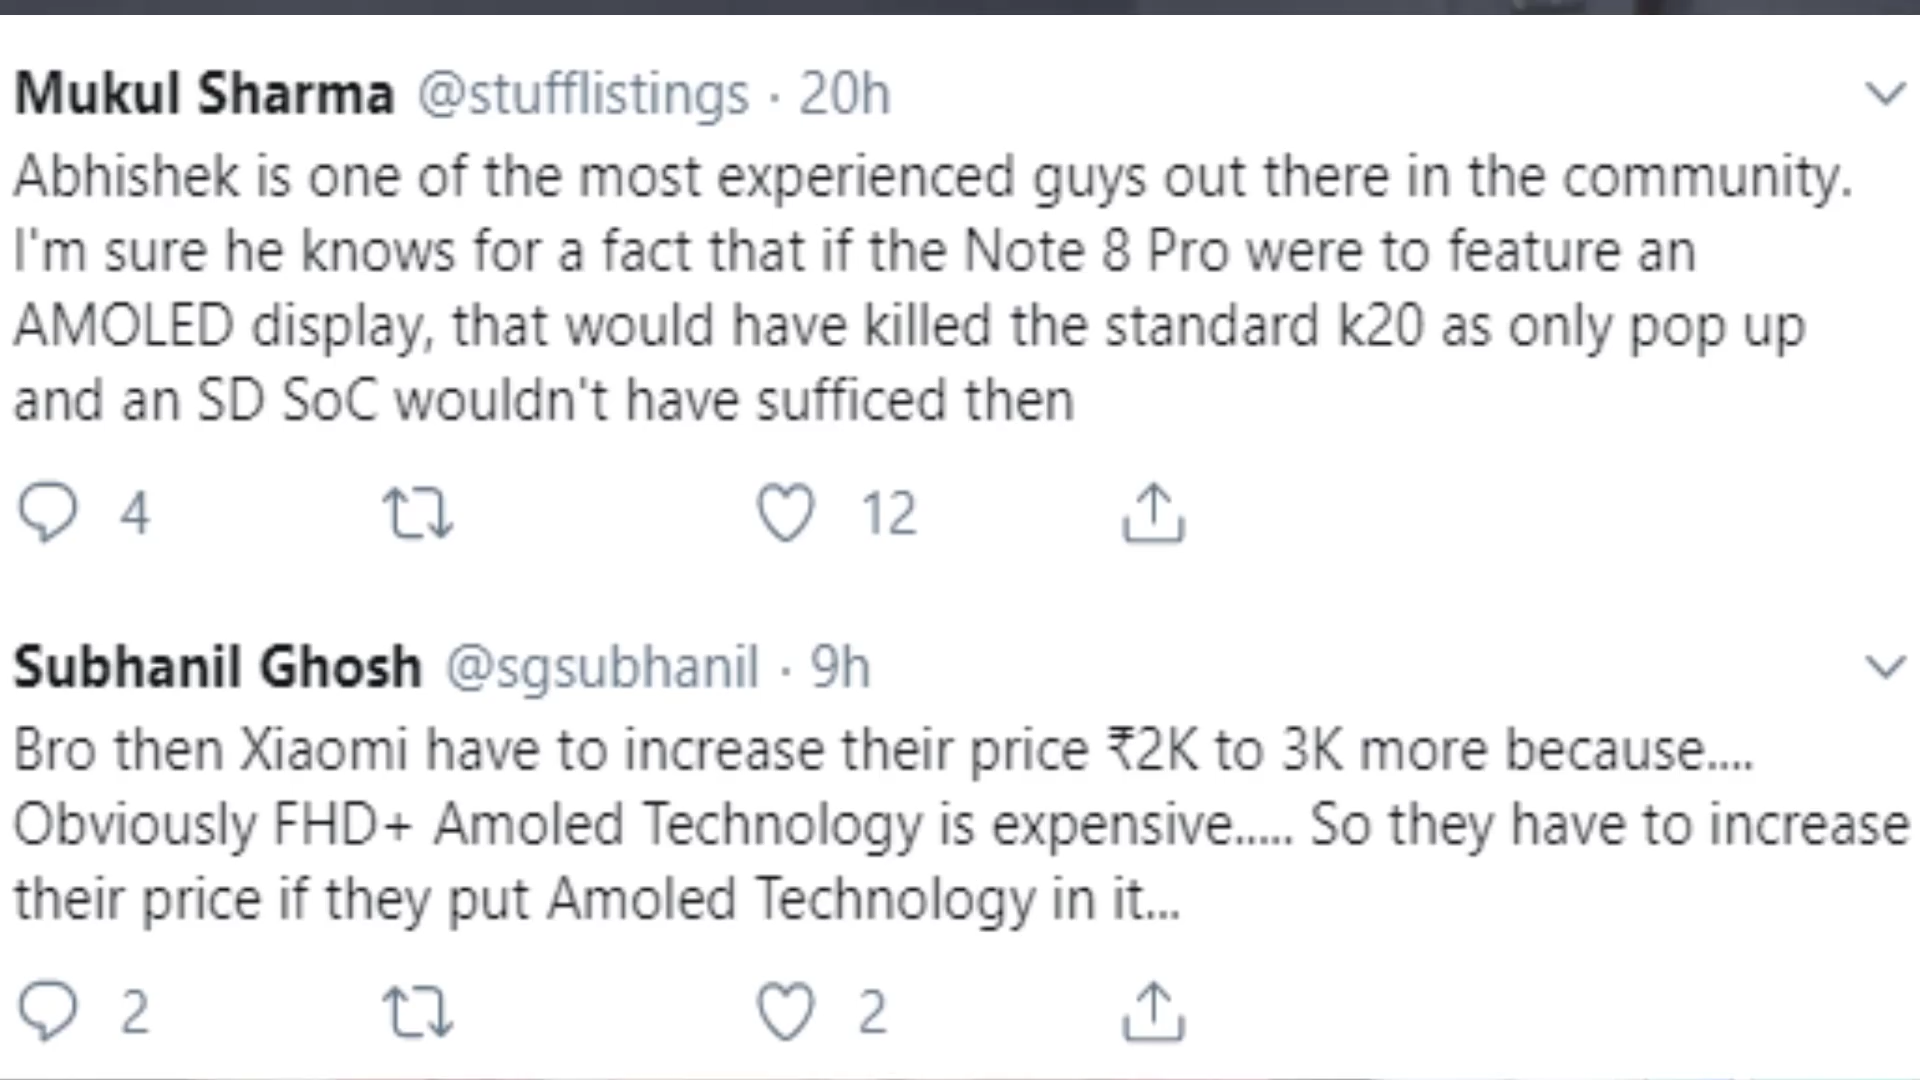 Mukul Sharma @stufflistings · 20h
Abhishek is one of the most experienced guys out there in the community.
I'm sure he knows for a fact that if the Note 8 Pro were to feature an
AMOLED display, that would have killed the standard k20 as only pop up
and an SD SoC wouldn't have sufficed then
4 12
Subhanil Ghosh @sgsubhanil · 9h
Bro then Xiaomi have to increase their price ₹2K to 3K more because....
Obviously FHD+ Amoled Technology is expensive..... So they have to increase
their price if they put Amoled Technology in it...
2 2